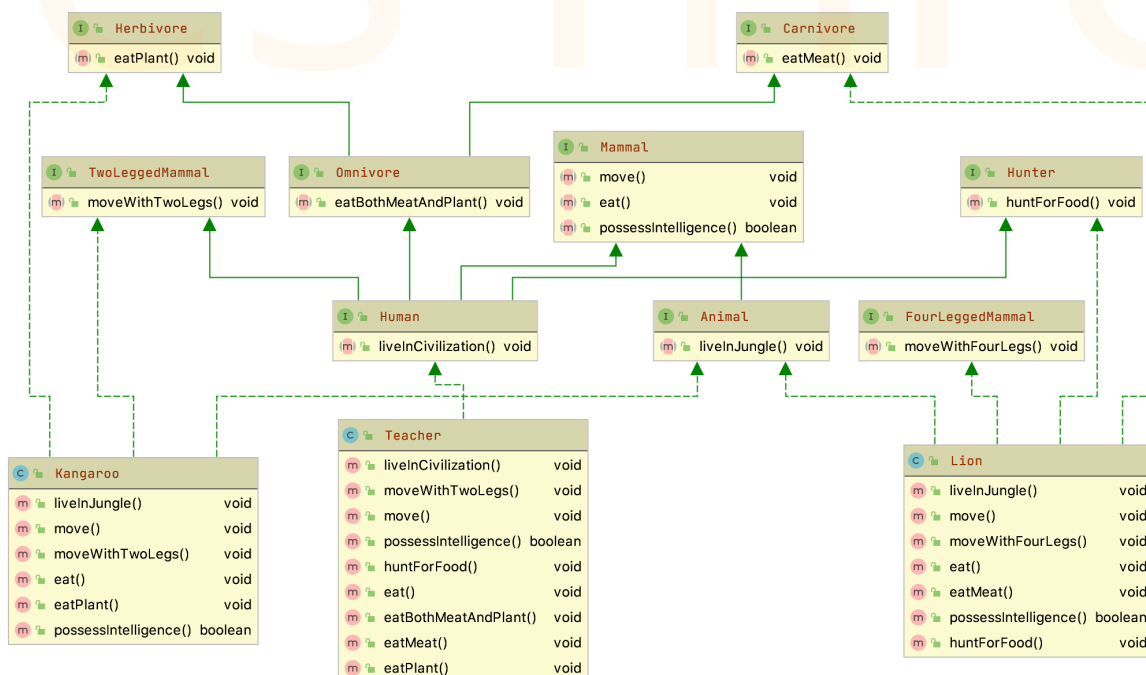 Herbivore
eatPlant() void
Carnivore
eatMeat() void
TwoLeggedMammal
moveWithTwoLegs() void
Omnivore
eatBothMeatAndPlant() void
Mammal
move() void
eat() void
possessIntelligence() boolean
Hunter
huntForFood() void
Human
liveInCivilization() void
Animal
liveInJungle() void
FourLeggedMammal
moveWithFourLegs() void
Kangaroo
liveInJungle() void
move() void
moveWithTwoLegs() void
eat() void
eatPlant() void
possessIntelligence() boolean
Teacher
liveInCivilization() void
moveWithTwoLegs() void
move() void
possessIntelligence() boolean
huntForFood() void
eat() void
eatBothMeatAndPlant() void
eatMeat() void
eatPlant() void
Lion
liveInJungle() void
move() void
moveWithFourLegs() void
eat() void
eatMeat() void
possessIntelligence() boolean
huntForFood() void